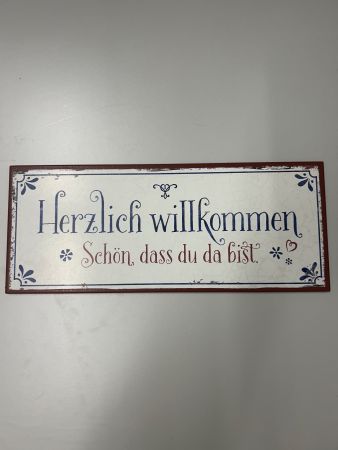 Herzlich willkommen
Schön, dass du da bist.